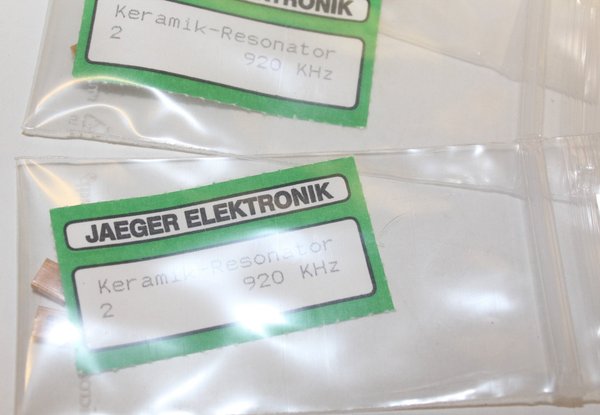 ELEKTRONIK
Keramik-Resonator
2 920 KHz
JAEGER ELEKTRONIK
Keramik-Resonator
2 920 KHz